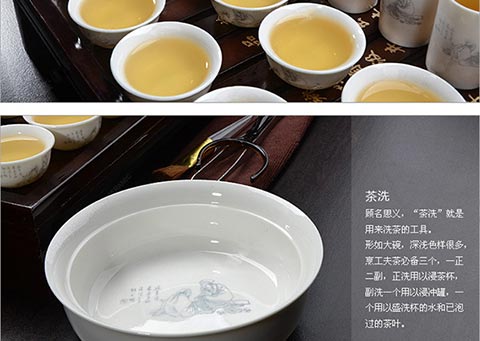 茶洗
顾名思义，“茶洗”就是
用来洗茶的工具。
形如大碗，深浅色样很多，
烹工夫茶必备三个，一正
二副，正洗用以浸茶杯，
副洗一个用以浸冲罐，一
个用以盛洗杯的水和已泡
过的茶叶。